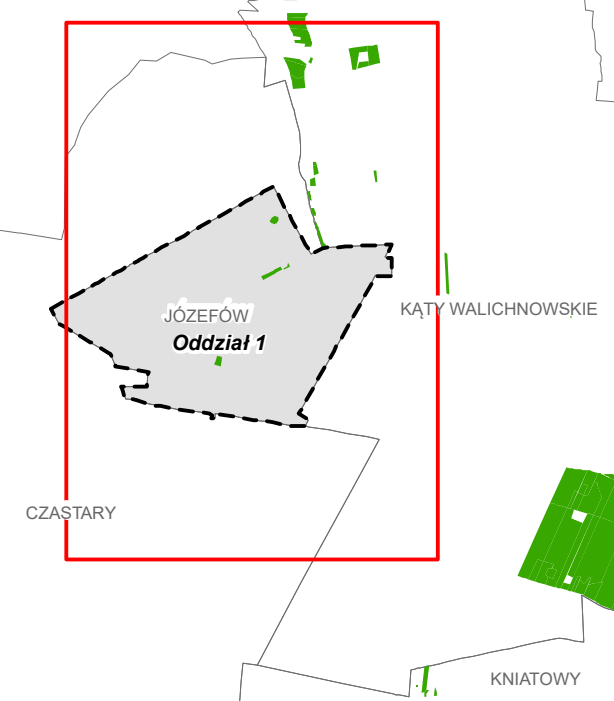 JÓZEFÓW
KĄTY WALICHNOWSKIE
Oddział 1
CZASTARY
KNIATOWY